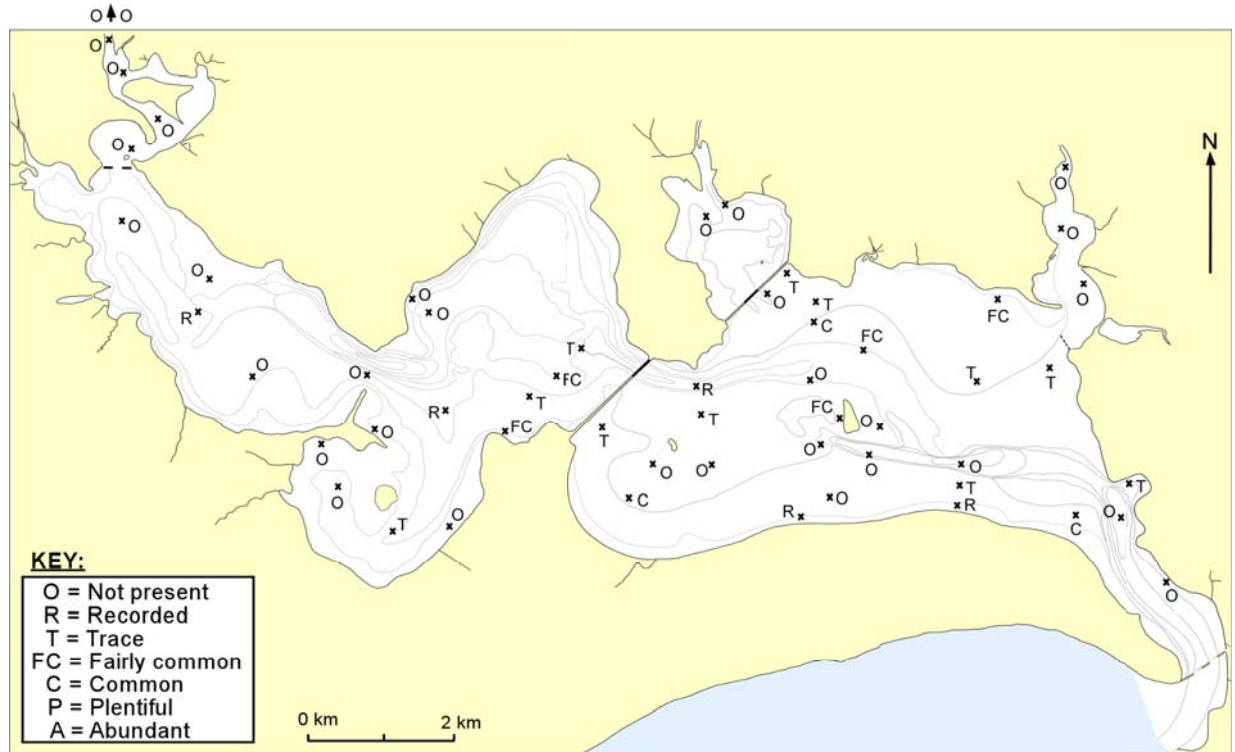 O O
O
O
O
O
N
O
O
O
O
O
O
T
O
O
O
O
T
FC
R
O
C
FC
T
O
O
FC
R
O
T
T
R
T
T
FC
O
O
FC
T
O
O
O
O
O
O
O
O
T
T
O
C
O
R
R
C
O
T
O
O
KEY:
O = Not present
R = Recorded
T = Trace
FC = Fairly common
C = Common
P = Plentiful
A = Abundant
0 km 2 km